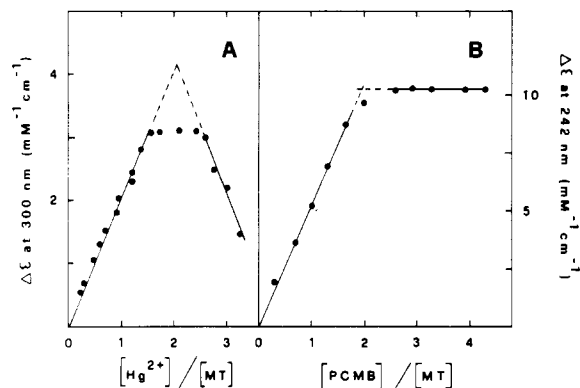 A
B
Δε at 300 nm (mM⁻¹ cm⁻¹)
4
2
0
1
2
3
[Hg²⁺] / [MT]
0
1
2
3
4
[PCMB] / [MT]
10
5
0
Δε at 242 nm (mM⁻¹ cm⁻¹)